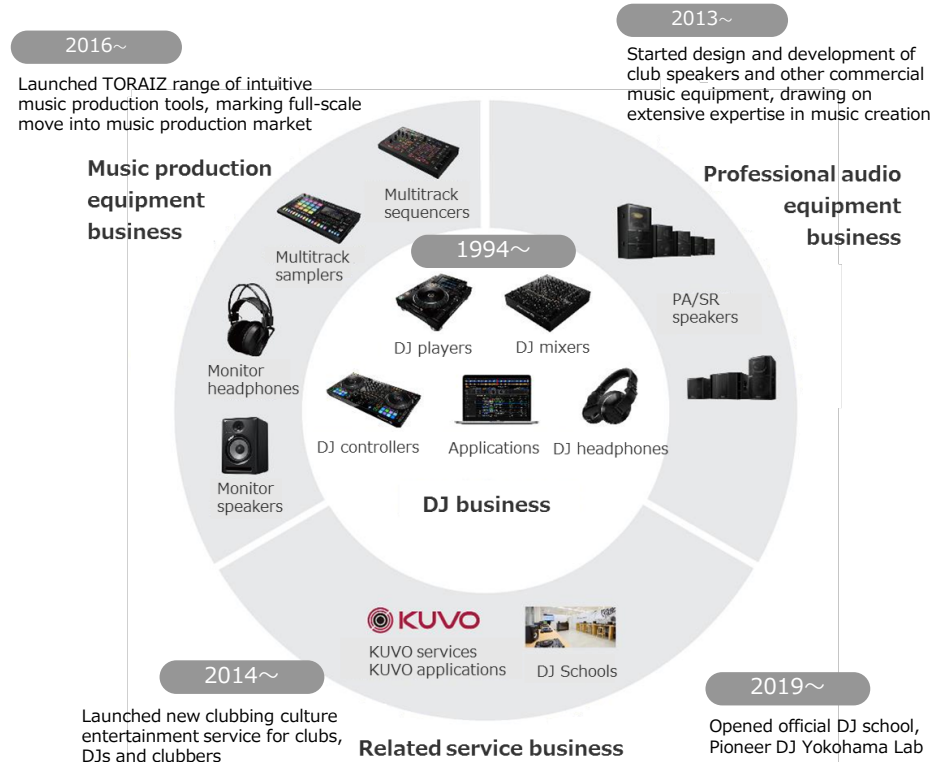 2016～
Launched TORAIZ range of intuitive
music production tools, marking full-scale
move into music production market
2013～
Started design and development of
club speakers and other commercial
music equipment, drawing on
extensive expertise in music creation
Music production
equipment
business
Multitrack
sequencers
Multitrack
samplers
Monitor
headphones
Monitor
speakers
Professional audio
equipment
business
PA/SR
speakers
1994～
DJ players
DJ mixers
DJ controllers
Applications
DJ headphones
DJ business
KUVO
KUVO services
KUVO applications
DJ Schools
2014～
Launched new clubbing culture
entertainment service for clubs,
DJs and clubbers
Related service business
2019～
Opened official DJ school,
Pioneer DJ Yokohama Lab